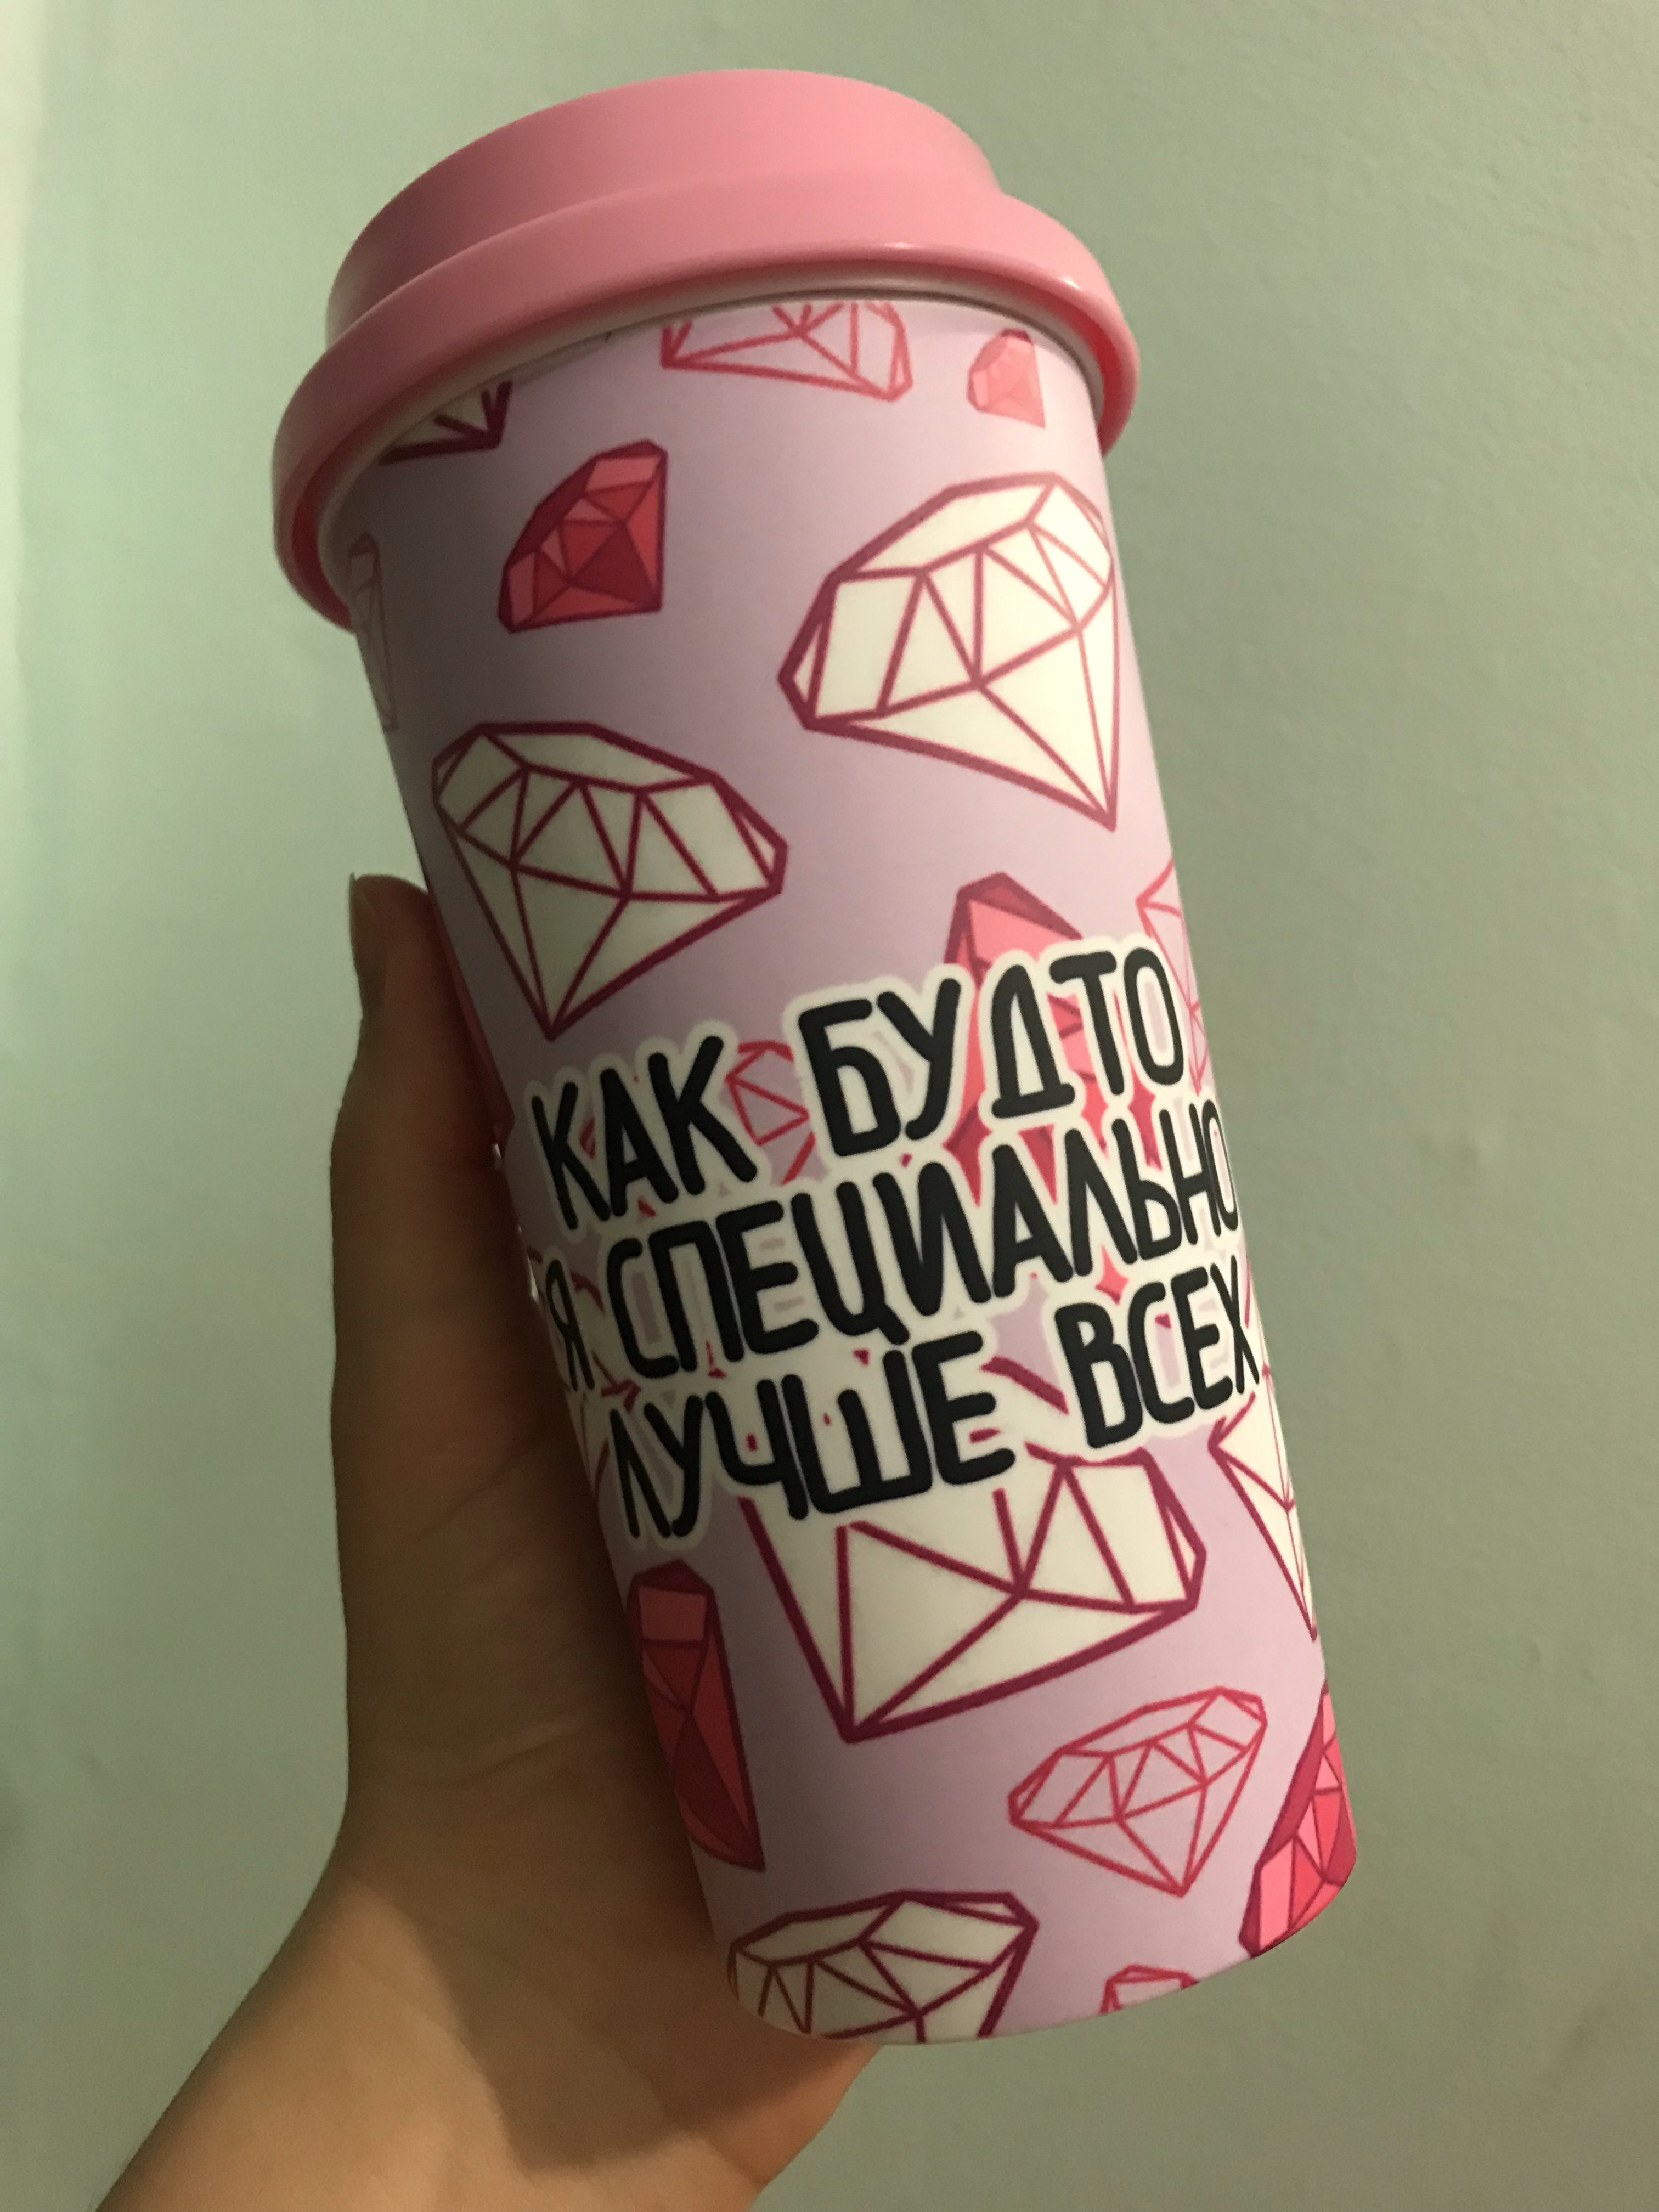 КАК БУДТО
Я СПЕЦИАЛЬНО
ЛУЧШЕ ВСЕХ